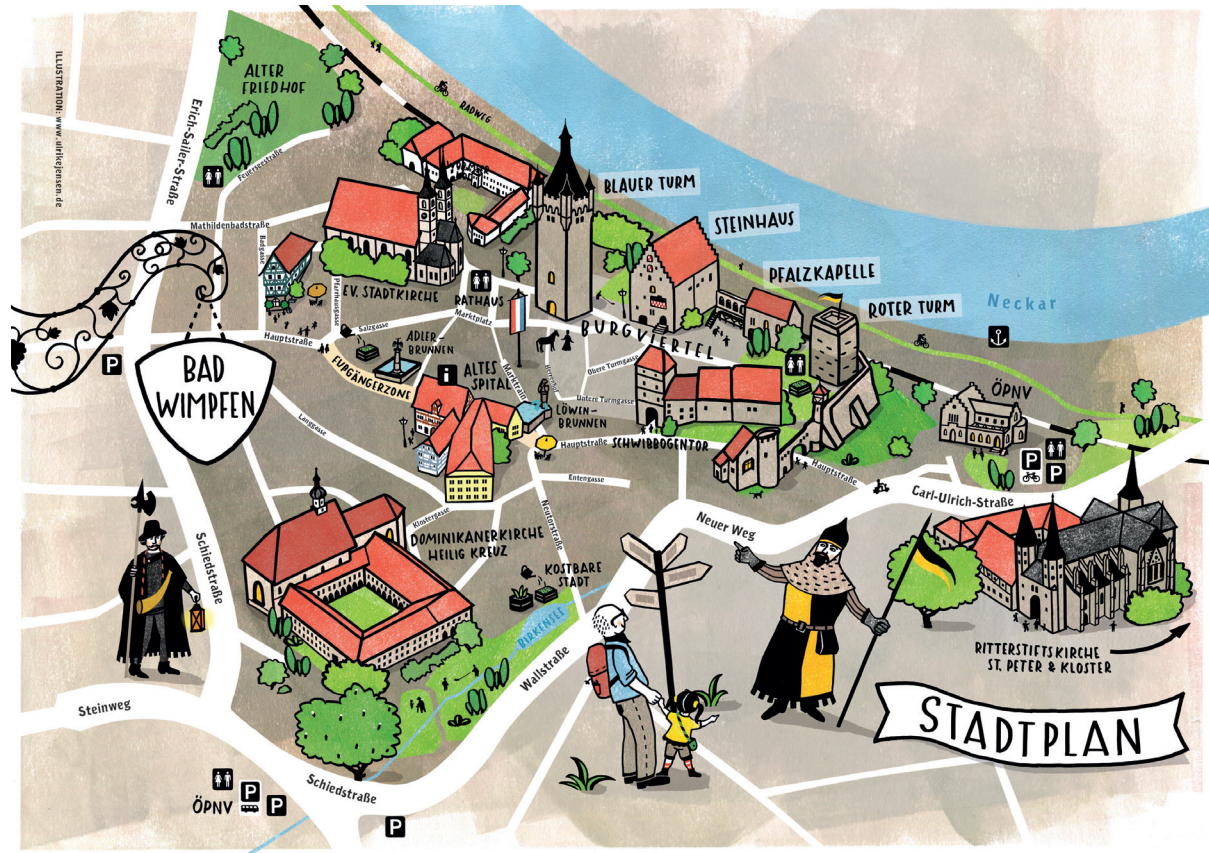 ILLUSTRATION: www.ulrikejensen.de
ALTER
FRIEDHOF
Erich-Sailer-Straße
Feuerseestraße
RADWEG
Mathildenbadstraße
Badgasse
BLAUER TURM
STEINHAUS
PFALZKAPELLE
ROTER TURM
Neckar
EV. STADTKIRCHE
RATHAUS
Pfarrhausgasse
Salzgasse
Marktplatz
Hauptstraße
BURGVIERTEL
P
BAD
WIMPFEN
FUßGÄNGERZONE
ADLER-
BRUNNEN
i
ALTES
SPITAL
Marktrain
Obere Turmgasse
Untere Turmgasse
LÖWEN-
BRUNNEN
Hauptstraße
SCHWIBBOGENTOR
Hauptstraße
ÖPNV
P
P
Carl-Ulrich-Straße
Langgasse
Klostergasse
Entengasse
Neutorstraße
Neuer Weg
DOMINIKANERKIRCHE
HEILIG KREUZ
KOSTBARE
STADT
BIRKENSEE
Wallstraße
Schiedstraße
Steinweg
Schiedstraße
ÖPNV
P
P
P
RITTERSTIFTSKIRCHE
ST. PETER & KLOSTER
STADTPLAN